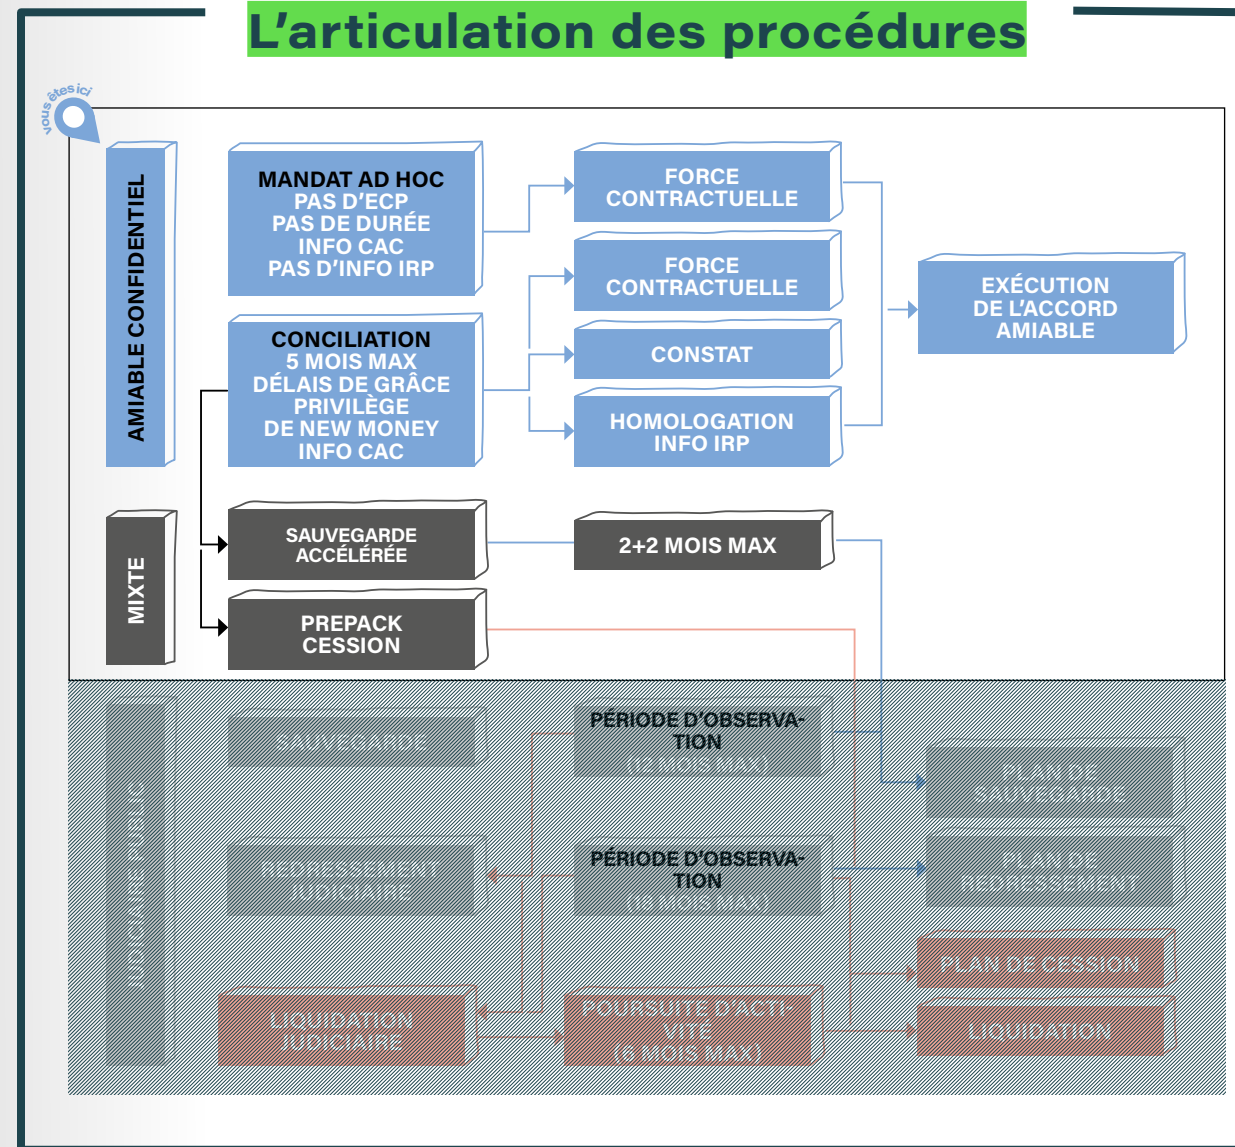 L'articulation des procédures
vous êtes ici
AMIABLE CONFIDENTIEL
MANDAT AD HOC
PAS D'ECP
PAS DE DURÉE
INFO CAC
PAS D'INFO IRP
FORCE
CONTRACTUELLE
FORCE
CONTRACTUELLE
EXÉCUTION
DE L'ACCORD
AMIABLE
CONCILIATION
5 MOIS MAX
DÉLAIS DE GRÂCE
PRIVILÈGE
DE NEW MONEY
INFO CAC
CONSTAT
HOMOLOGATION
INFO IRP
MIXTE
SAUVEGARDE
ACCÉLÉRÉE
2+2 MOIS MAX
PREPACK
CESSION
JUDICIAIRE PUBLIC
SAUVEGARDE
PÉRIODE D'OBSERVA-
TION
(12 MOIS MAX)
PLAN DE
SAUVEGARDE
REDRESSEMENT
JUDICIAIRE
PÉRIODE D'OBSERVA-
TION
(18 MOIS MAX)
PLAN DE
REDRESSEMENT
PLAN DE CESSION
LIQUIDATION
JUDICIAIRE
POURSUITE D'ACTI-
VITÉ
(6 MOIS MAX)
LIQUIDATION